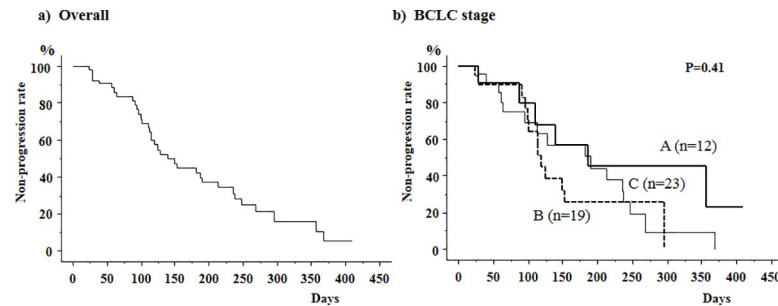 a) Overall
%
100
80
60
40
20
0
Non-progression rate
0 50 100 150 200 250 300 350 400 450
Days
b) BCLC stage
%
100
80
60
40
20
0
Non-progression rate
P=0.41
A (n=12)
C (n=23)
B (n=19)
0 50 100 150 200 250 300 350 400 450
Days